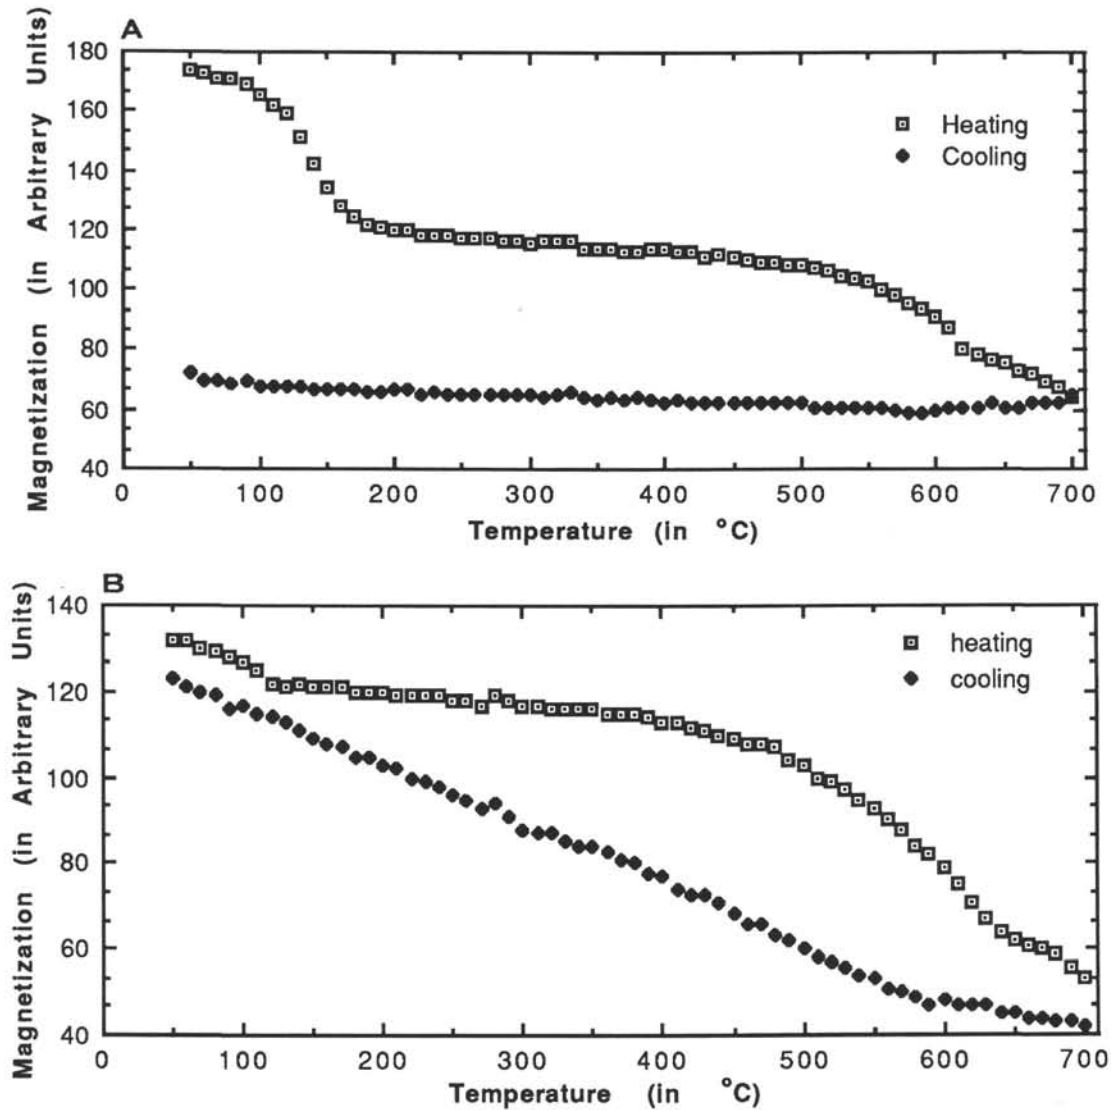 A
180
160
140
120
100
80
60
40
Magnetization (in Arbitrary Units)
Heating
Cooling
0 100 200 300 400 500 600 700
Temperature (in °C)
B
140
120
100
80
60
40
Magnetization (in Arbitrary Units)
heating
cooling
0 100 200 300 400 500 600 700
Temperature (in °C)